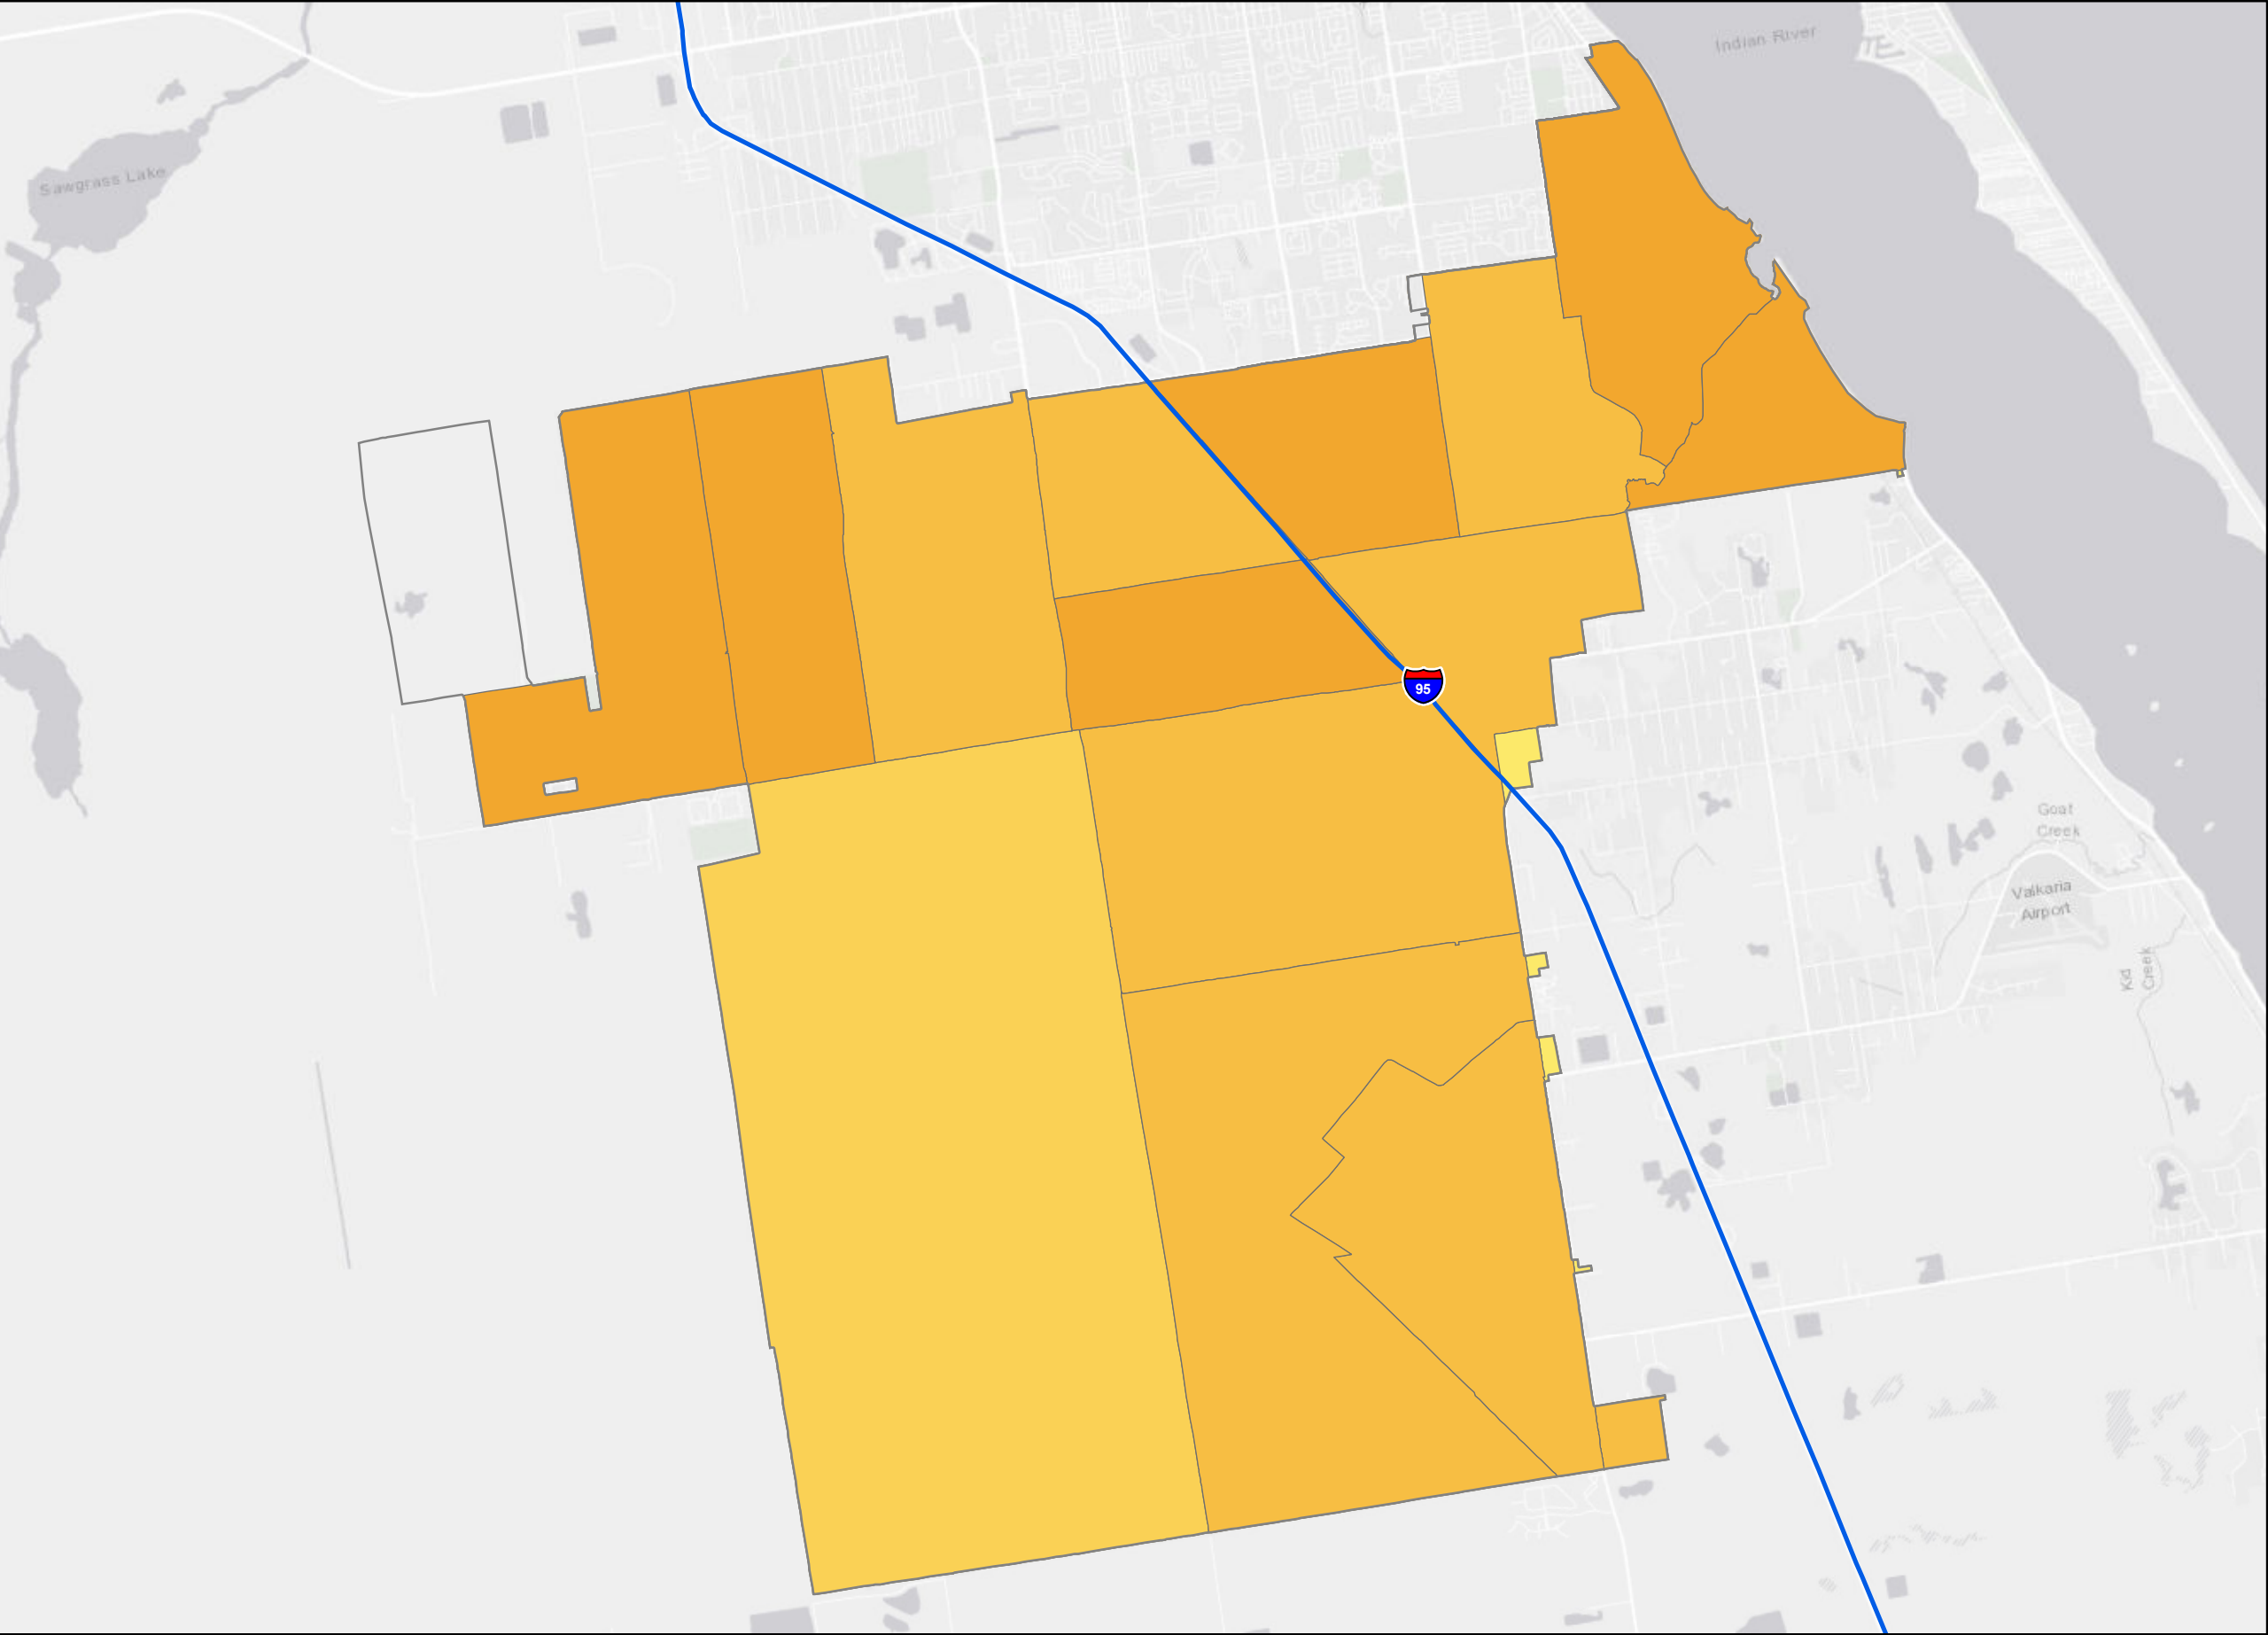 Indian River
Sawgrass Lake
95
Goat
Creek
Valkaria
Airport
Kid
Creek